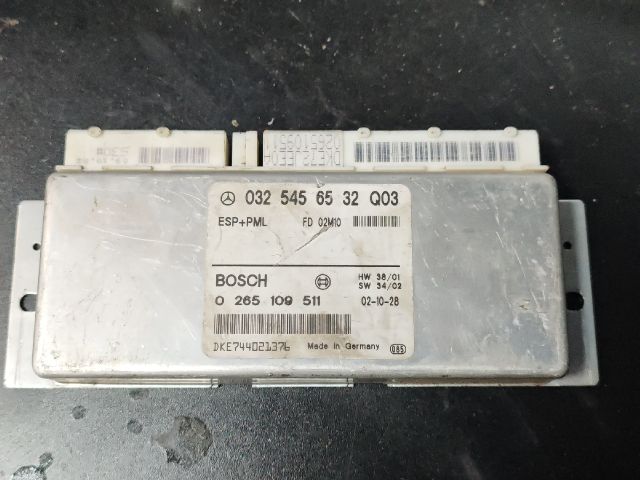 032 545 65 32 Q03
ESP+PML FD 02M10
BOSCH HW 38/01
SW 34/02
0 265 109 511 02-10-28
DKE744021376 Made in Germany 085